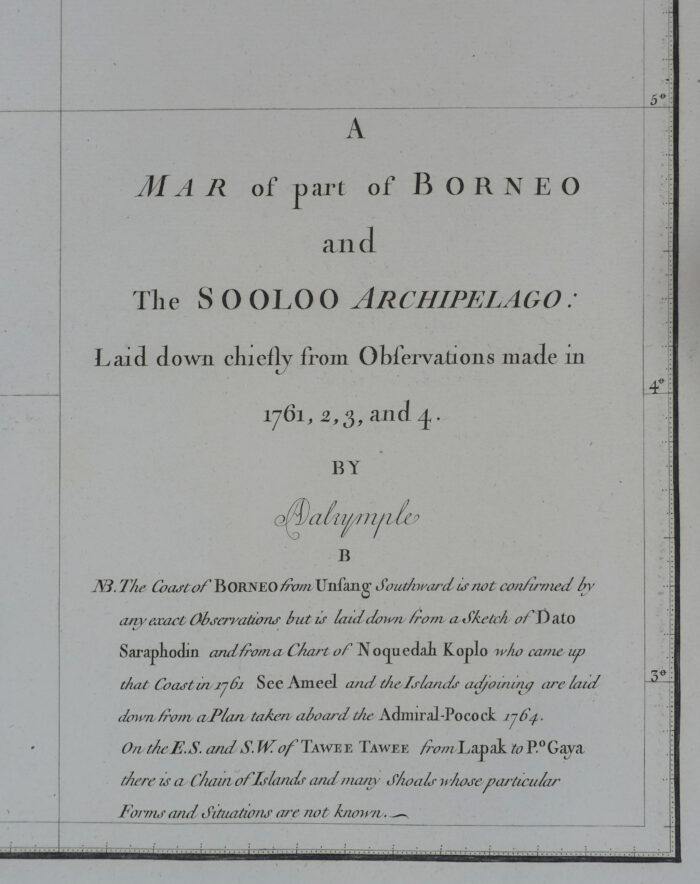 5°
A
MAR of part of BORNEO
and
The SOOLOO ARCHIPELAGO:
Laid down chiefly from Obſervations made in
1761, 2, 3, and 4.
BY
Dalrymple
B
NB. The Coast of BORNEO from Unſang Southward is not confirmed by
any exact Obſervations but is laid down from a Sketch of Dato
Saraphodin and from a Chart of Noquedah Koplo who came up
that Coast in 1761 See Ameel and the Islands adjoining are laid
down from a Plan taken aboard the Admiral-Pocock 1764.
On the E.S. and S.W. of TAWEE TAWEE from Lapak to P.º Gaya
there is a Chain of Islands and many Shoals whose particular
Forms and Situations are not known.
4°
3°